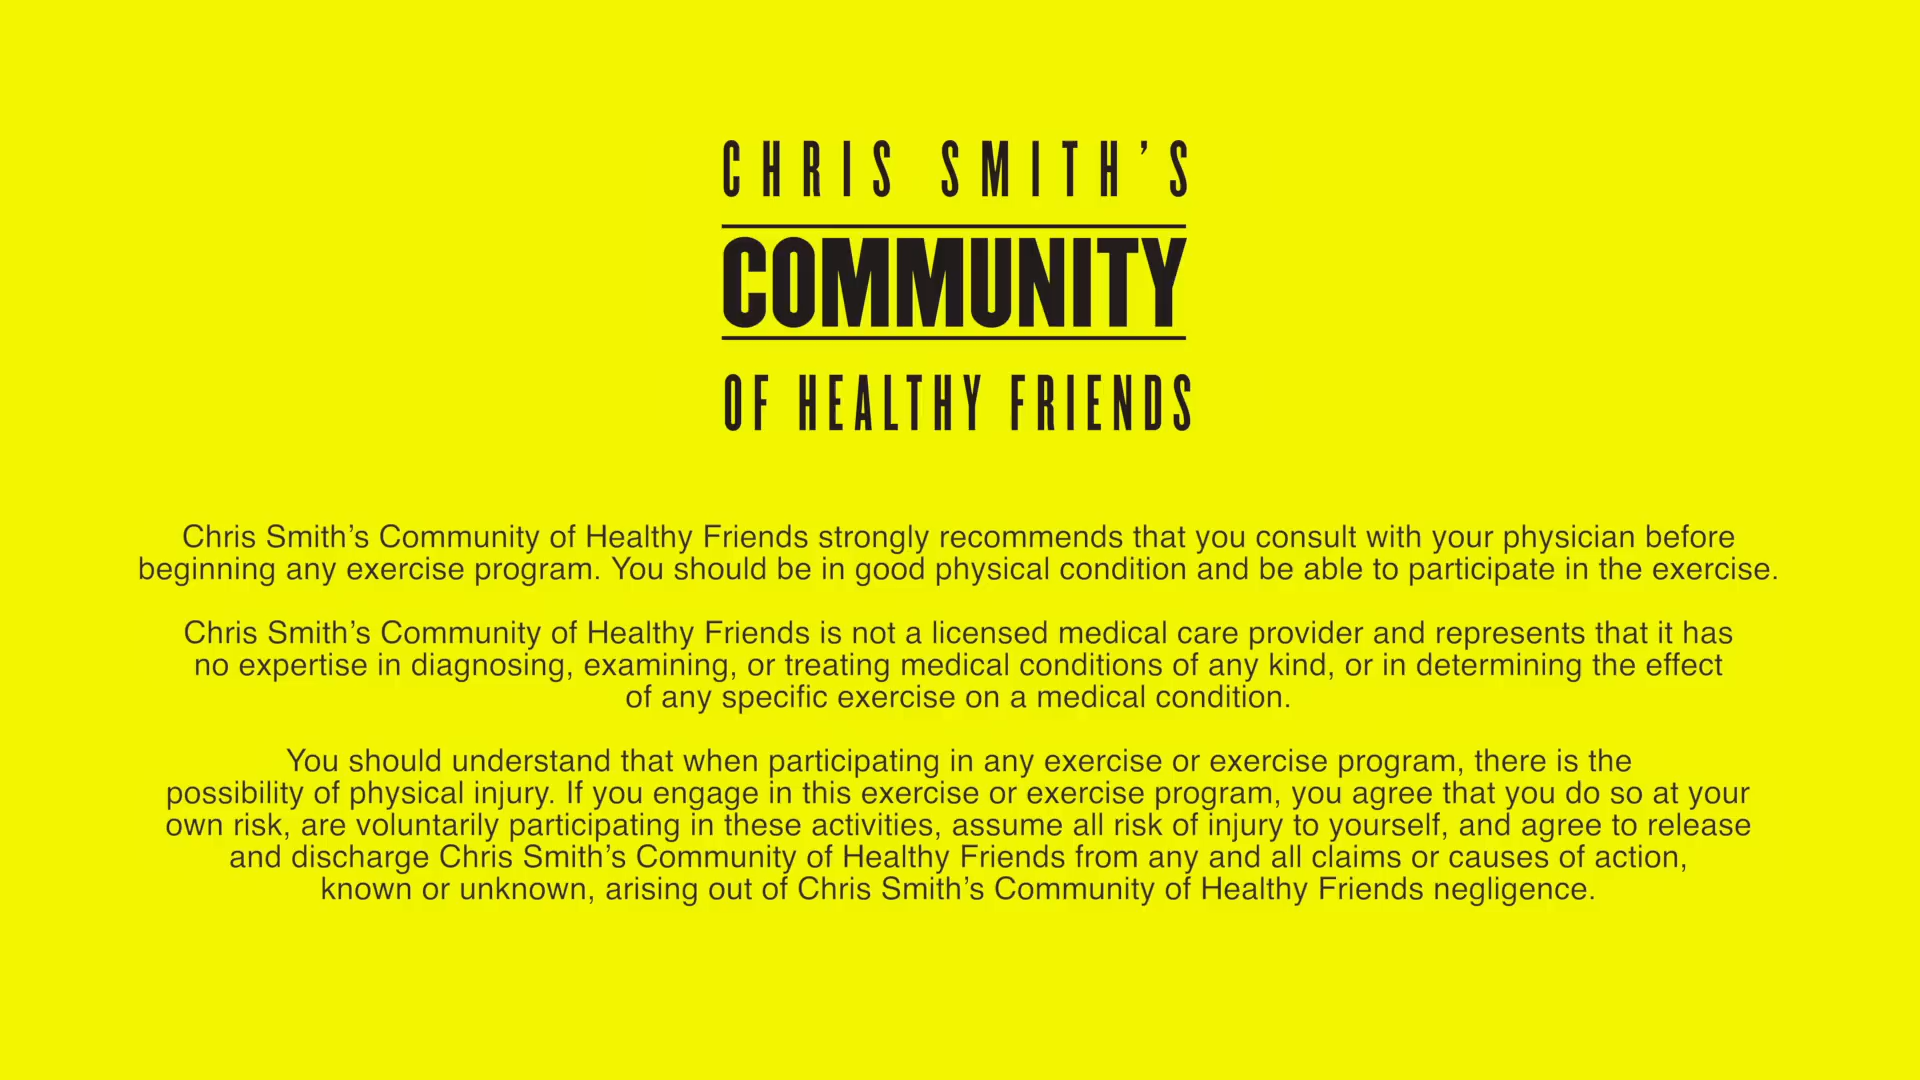 CHRIS SMITH’S
COMMUNITY
OF HEALTHY FRIENDS
Chris Smith’s Community of Healthy Friends strongly recommends that you consult with your physician before
beginning any exercise program. You should be in good physical condition and be able to participate in the exercise.
Chris Smith’s Community of Healthy Friends is not a licensed medical care provider and represents that it has
no expertise in diagnosing, examining, or treating medical conditions of any kind, or in determining the effect
of any specific exercise on a medical condition.
You should understand that when participating in any exercise or exercise program, there is the
possibility of physical injury. If you engage in this exercise or exercise program, you agree that you do so at your
own risk, are voluntarily participating in these activities, assume all risk of injury to yourself, and agree to release
and discharge Chris Smith’s Community of Healthy Friends from any and all claims or causes of action,
known or unknown, arising out of Chris Smith’s Community of Healthy Friends negligence.